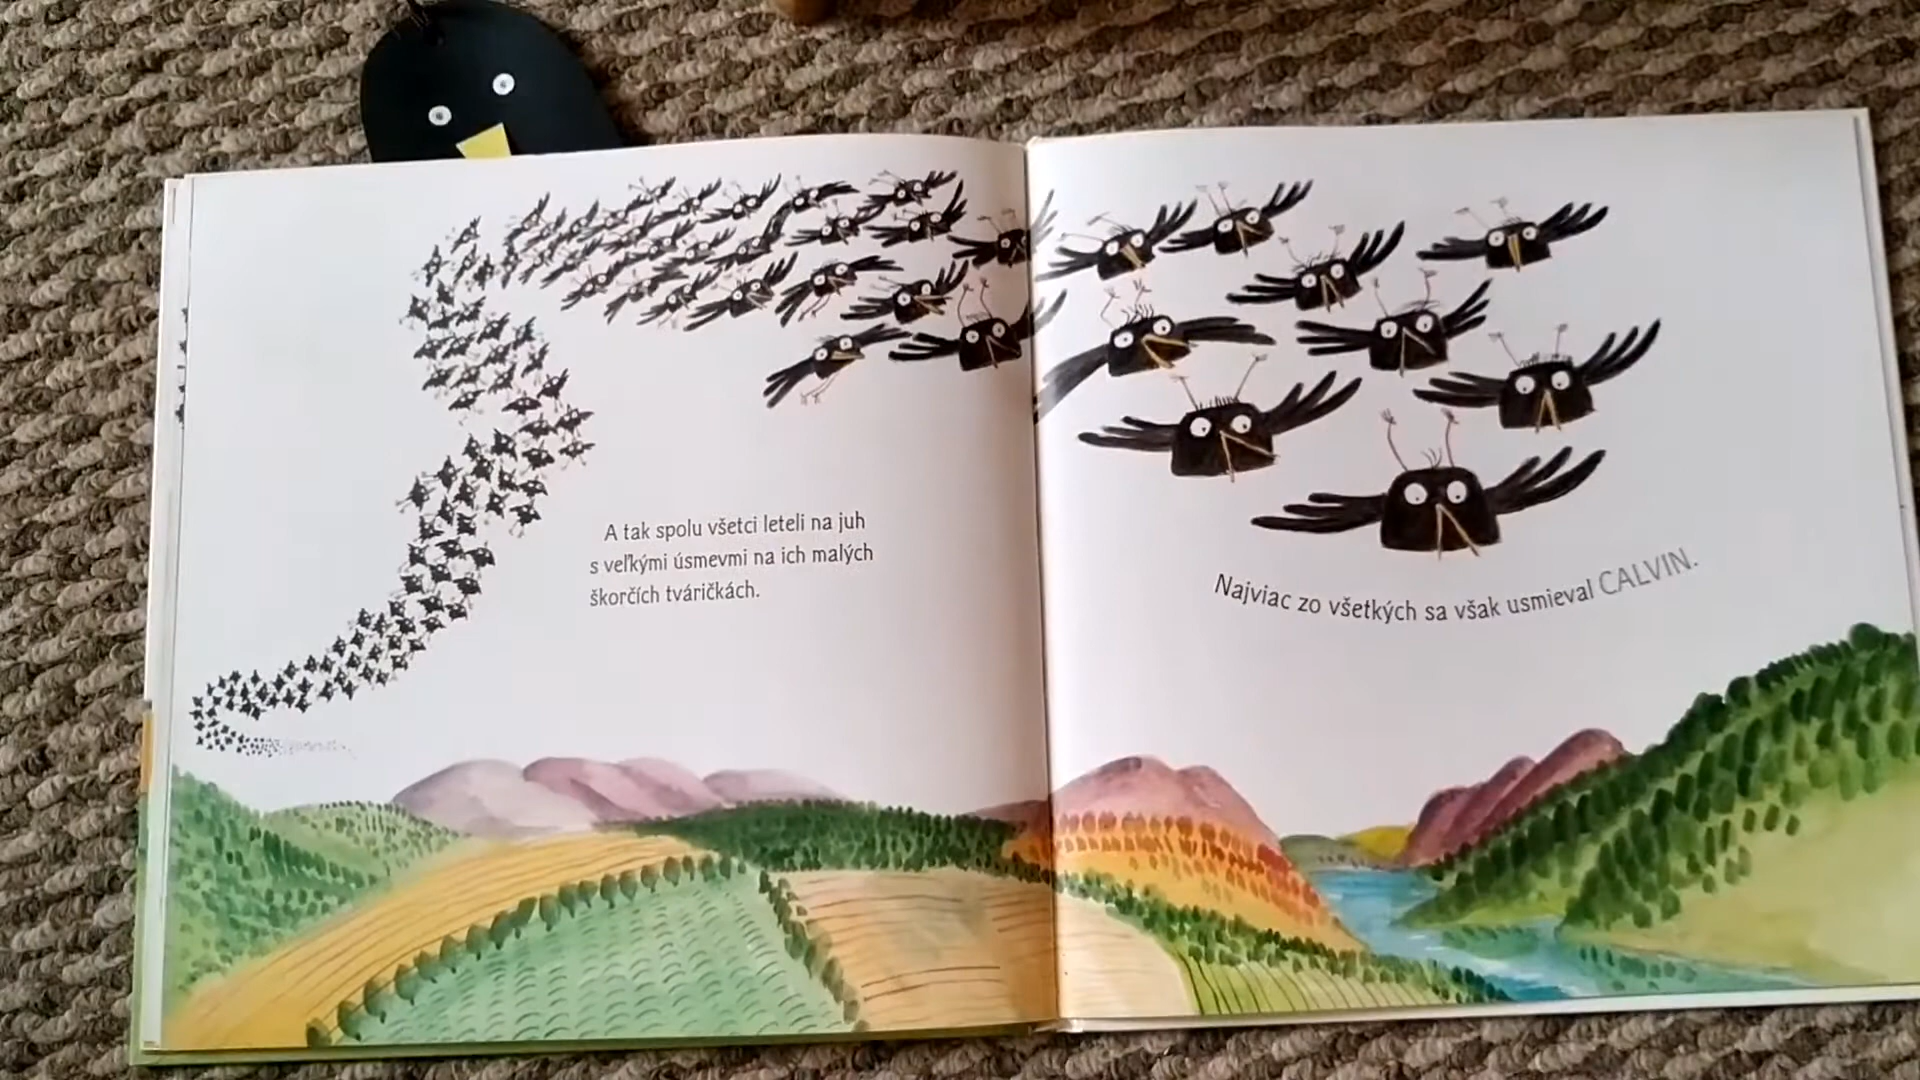 A tak spolu všetci leteli na juh
s veľkými úsmevmi na ich malých
škorčích tváričkách.
Najviac zo všetkých sa však usmieval CALVIN.